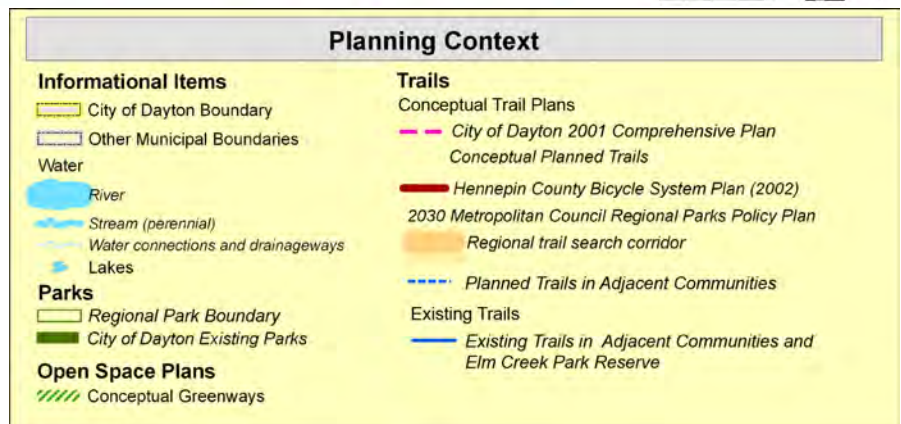 Planning Context
Informational Items
City of Dayton Boundary
Other Municipal Boundaries
Water
River
Stream (perennial)
Water connections and drainageways
Lakes
Parks
Regional Park Boundary
City of Dayton Existing Parks
Open Space Plans
Conceptual Greenways
Trails
Conceptual Trail Plans
City of Dayton 2001 Comprehensive Plan
Conceptual Planned Trails
Hennepin County Bicycle System Plan (2002)
2030 Metropolitan Council Regional Parks Policy Plan
Regional trail search corridor
Planned Trails in Adjacent Communities
Existing Trails
Existing Trails in Adjacent Communities and
Elm Creek Park Reserve